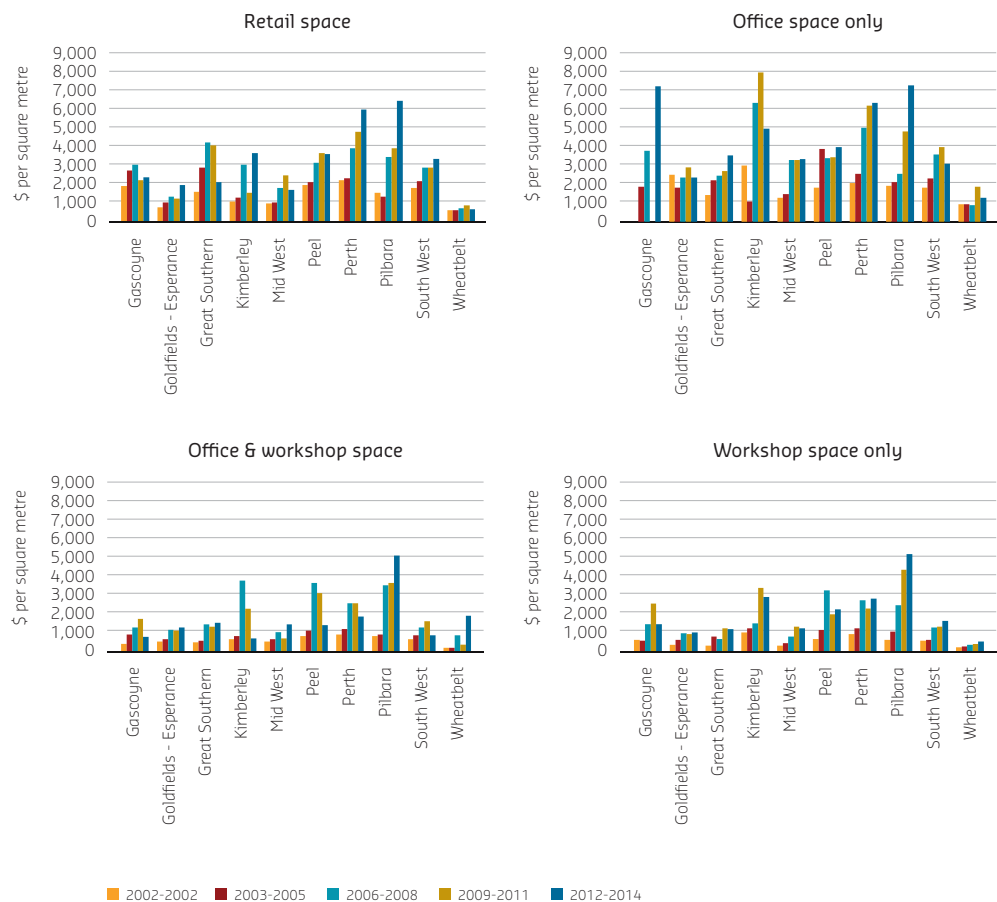 Retail space
$ per square metre
9,000
8,000
7,000
6,000
5,000
4,000
3,000
2,000
1,000
0
Gascoyne
Goldfields - Esperance
Great Southern
Kimberley
Mid West
Peel
Perth
Pilbara
South West
Wheatbelt
Office space only
$ per square metre
9,000
8,000
7,000
6,000
5,000
4,000
3,000
2,000
1,000
0
Gascoyne
Goldfields - Esperance
Great Southern
Kimberley
Mid West
Peel
Perth
Pilbara
South West
Wheatbelt
Office & workshop space
$ per square metre
9,000
8,000
7,000
6,000
5,000
4,000
3,000
2,000
1,000
0
Gascoyne
Goldfields - Esperance
Great Southern
Kimberley
Mid West
Peel
Perth
Pilbara
South West
Wheatbelt
Workshop space only
$ per square metre
9,000
8,000
7,000
6,000
5,000
4,000
3,000
2,000
1,000
0
Gascoyne
Goldfields - Esperance
Great Southern
Kimberley
Mid West
Peel
Perth
Pilbara
South West
Wheatbelt
2002-2002 2003-2005 2006-2008 2009-2011 2012-2014